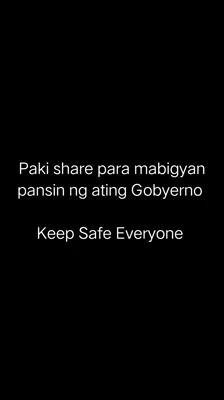 Paki share para mabigyan
pansin ng ating Gobyerno
Keep Safe Everyone